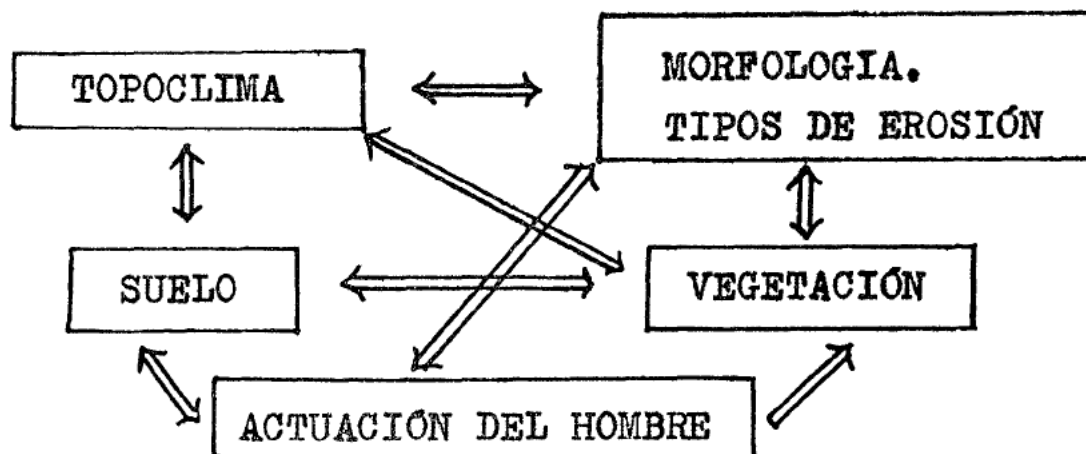 TOPOCLIMA
MORFOLOGIA.
TIPOS DE EROSIÓN
SUELO
VEGETACIÓN
ACTUACIÓN DEL HOMBRE